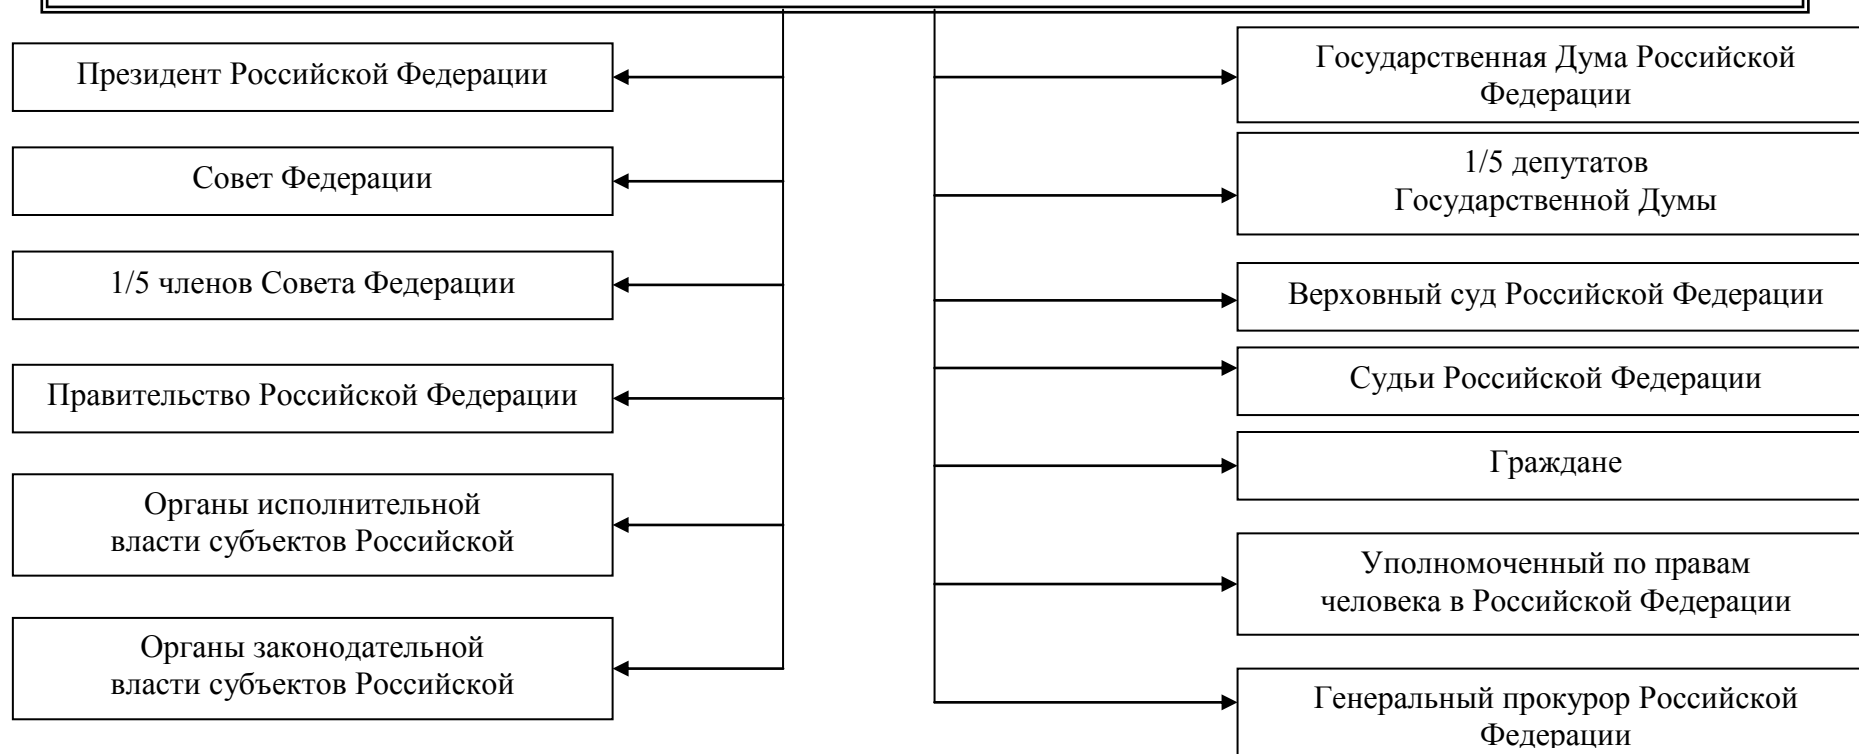 Президент Российской Федерации
Совет Федерации
1/5 членов Совета Федерации
Правительство Российской Федерации
Органы исполнительной
власти субъектов Российской
Органы законодательной
власти субъектов Российской
Государственная Дума Российской
Федерации
1/5 депутатов
Государственной Думы
Верховный суд Российской Федерации
Судьи Российской Федерации
Граждане
Уполномоченный по правам
человека в Российской Федерации
Генеральный прокурор Российской
Федерации